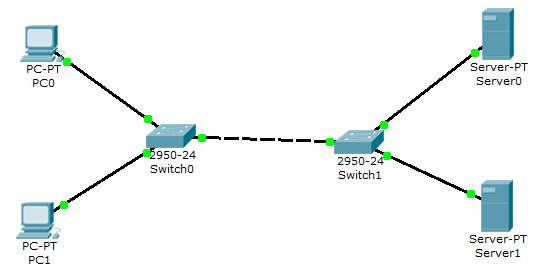 PC-PT
PC0
Server-PT
Server0
2950-24
Switch0
2950-24
Switch1
PC-PT
PC1
Server-PT
Server1